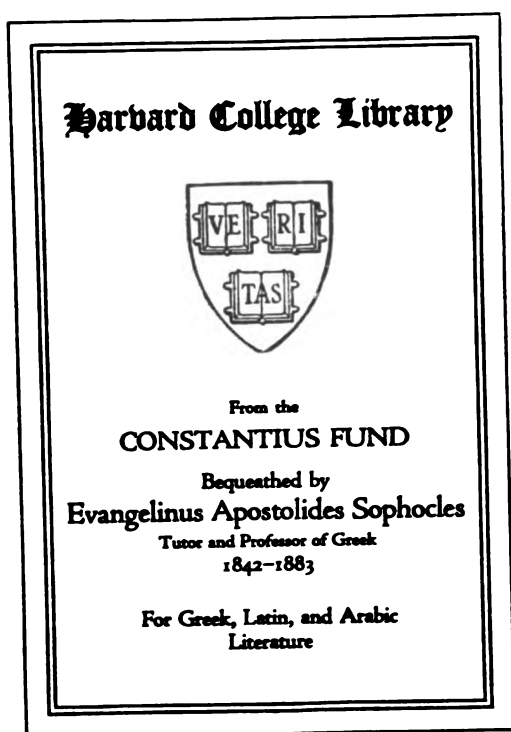 Harvard College Library
VE RI
TAS
From the
CONSTANTIUS FUND
Bequeathed by
Evangelinus Apostolides Sophocles
Tutor and Professor of Greek
1842–1883
For Greek, Latin, and Arabic
Literature